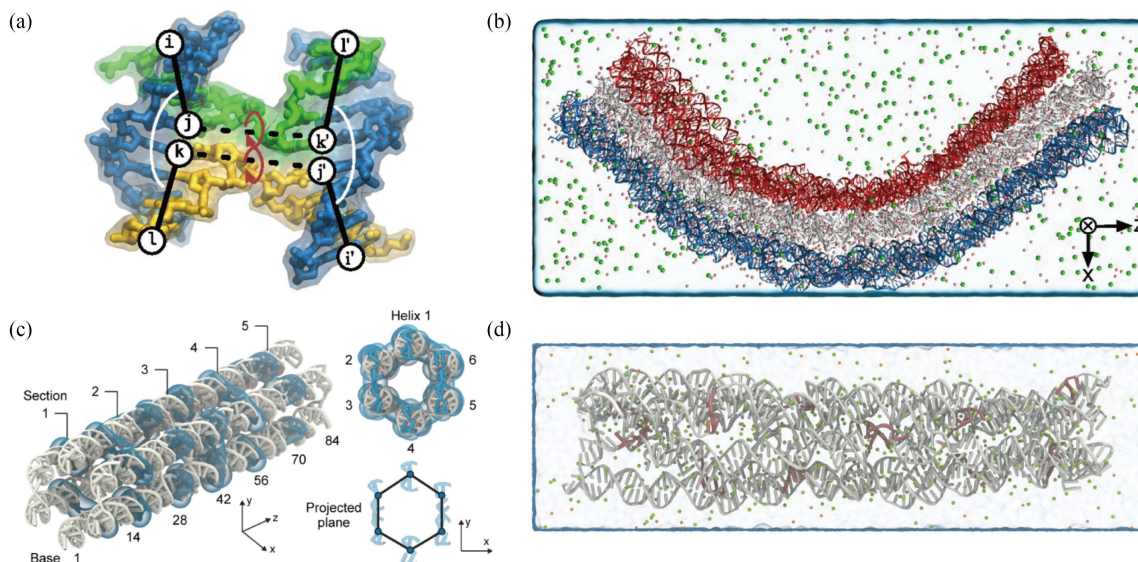 (a)
i
l'
j
k'
k
j'
l
i'
(b)
z
x
(c)
Helix 1
5
4
2
6
3
Section
2
3
5
1
4
84
70
56
Projected
plane
42
y
28
z
y
14
x
x
Base
1
(d)